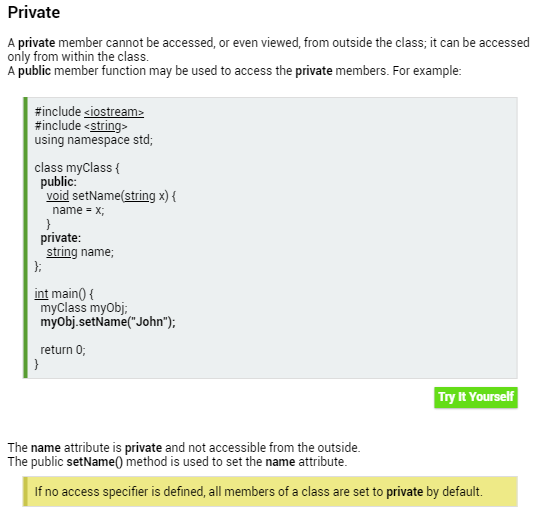 Private
A private member cannot be accessed, or even viewed, from outside the class; it can be accessed
only from within the class.
A public member function may be used to access the private members. For example:
#include <iostream>
#include <string>
using namespace std;
class myClass {
public:
void setName(string x) {
name = x;
}
private:
string name;
};
int main() {
myClass myObj;
myObj.setName("John");
return 0;
}
Try It Yourself
The name attribute is private and not accessible from the outside.
The public setName() method is used to set the name attribute.
If no access specifier is defined, all members of a class are set to private by default.